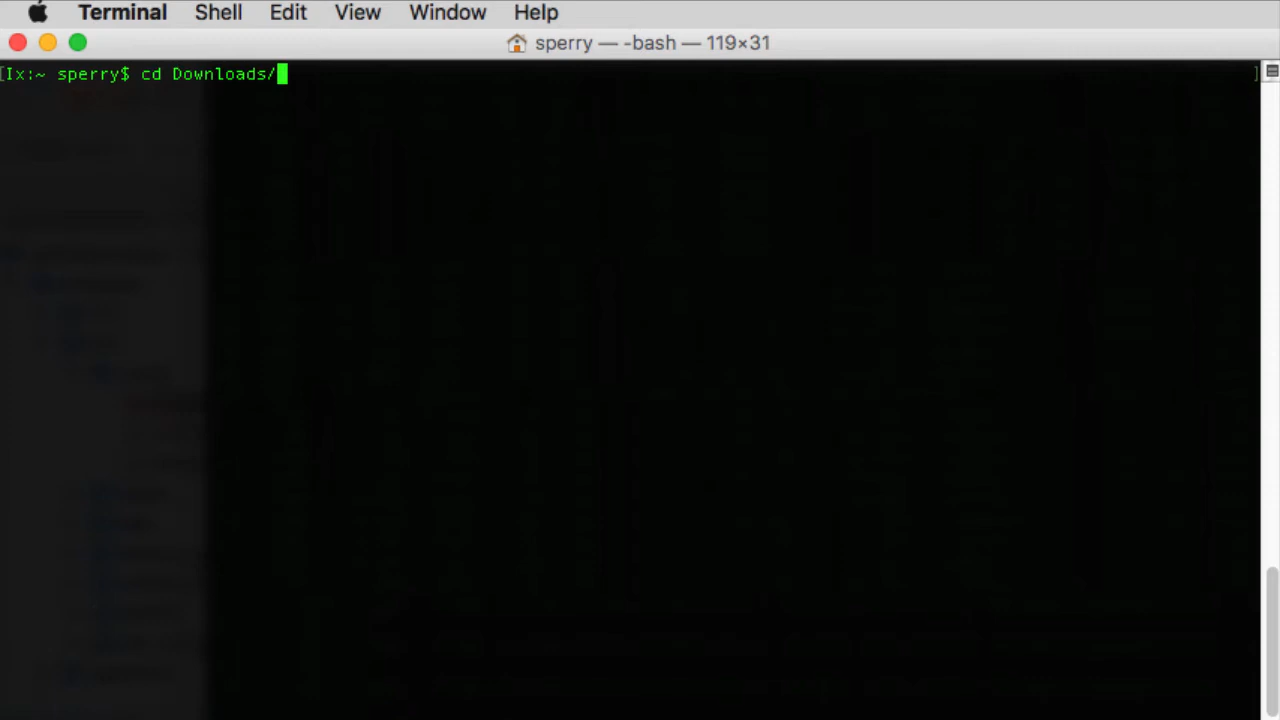 Terminal Shell Edit View Window Help
sperry — -bash — 119×31
[Ix:~ sperry$ cd Downloads/ ]